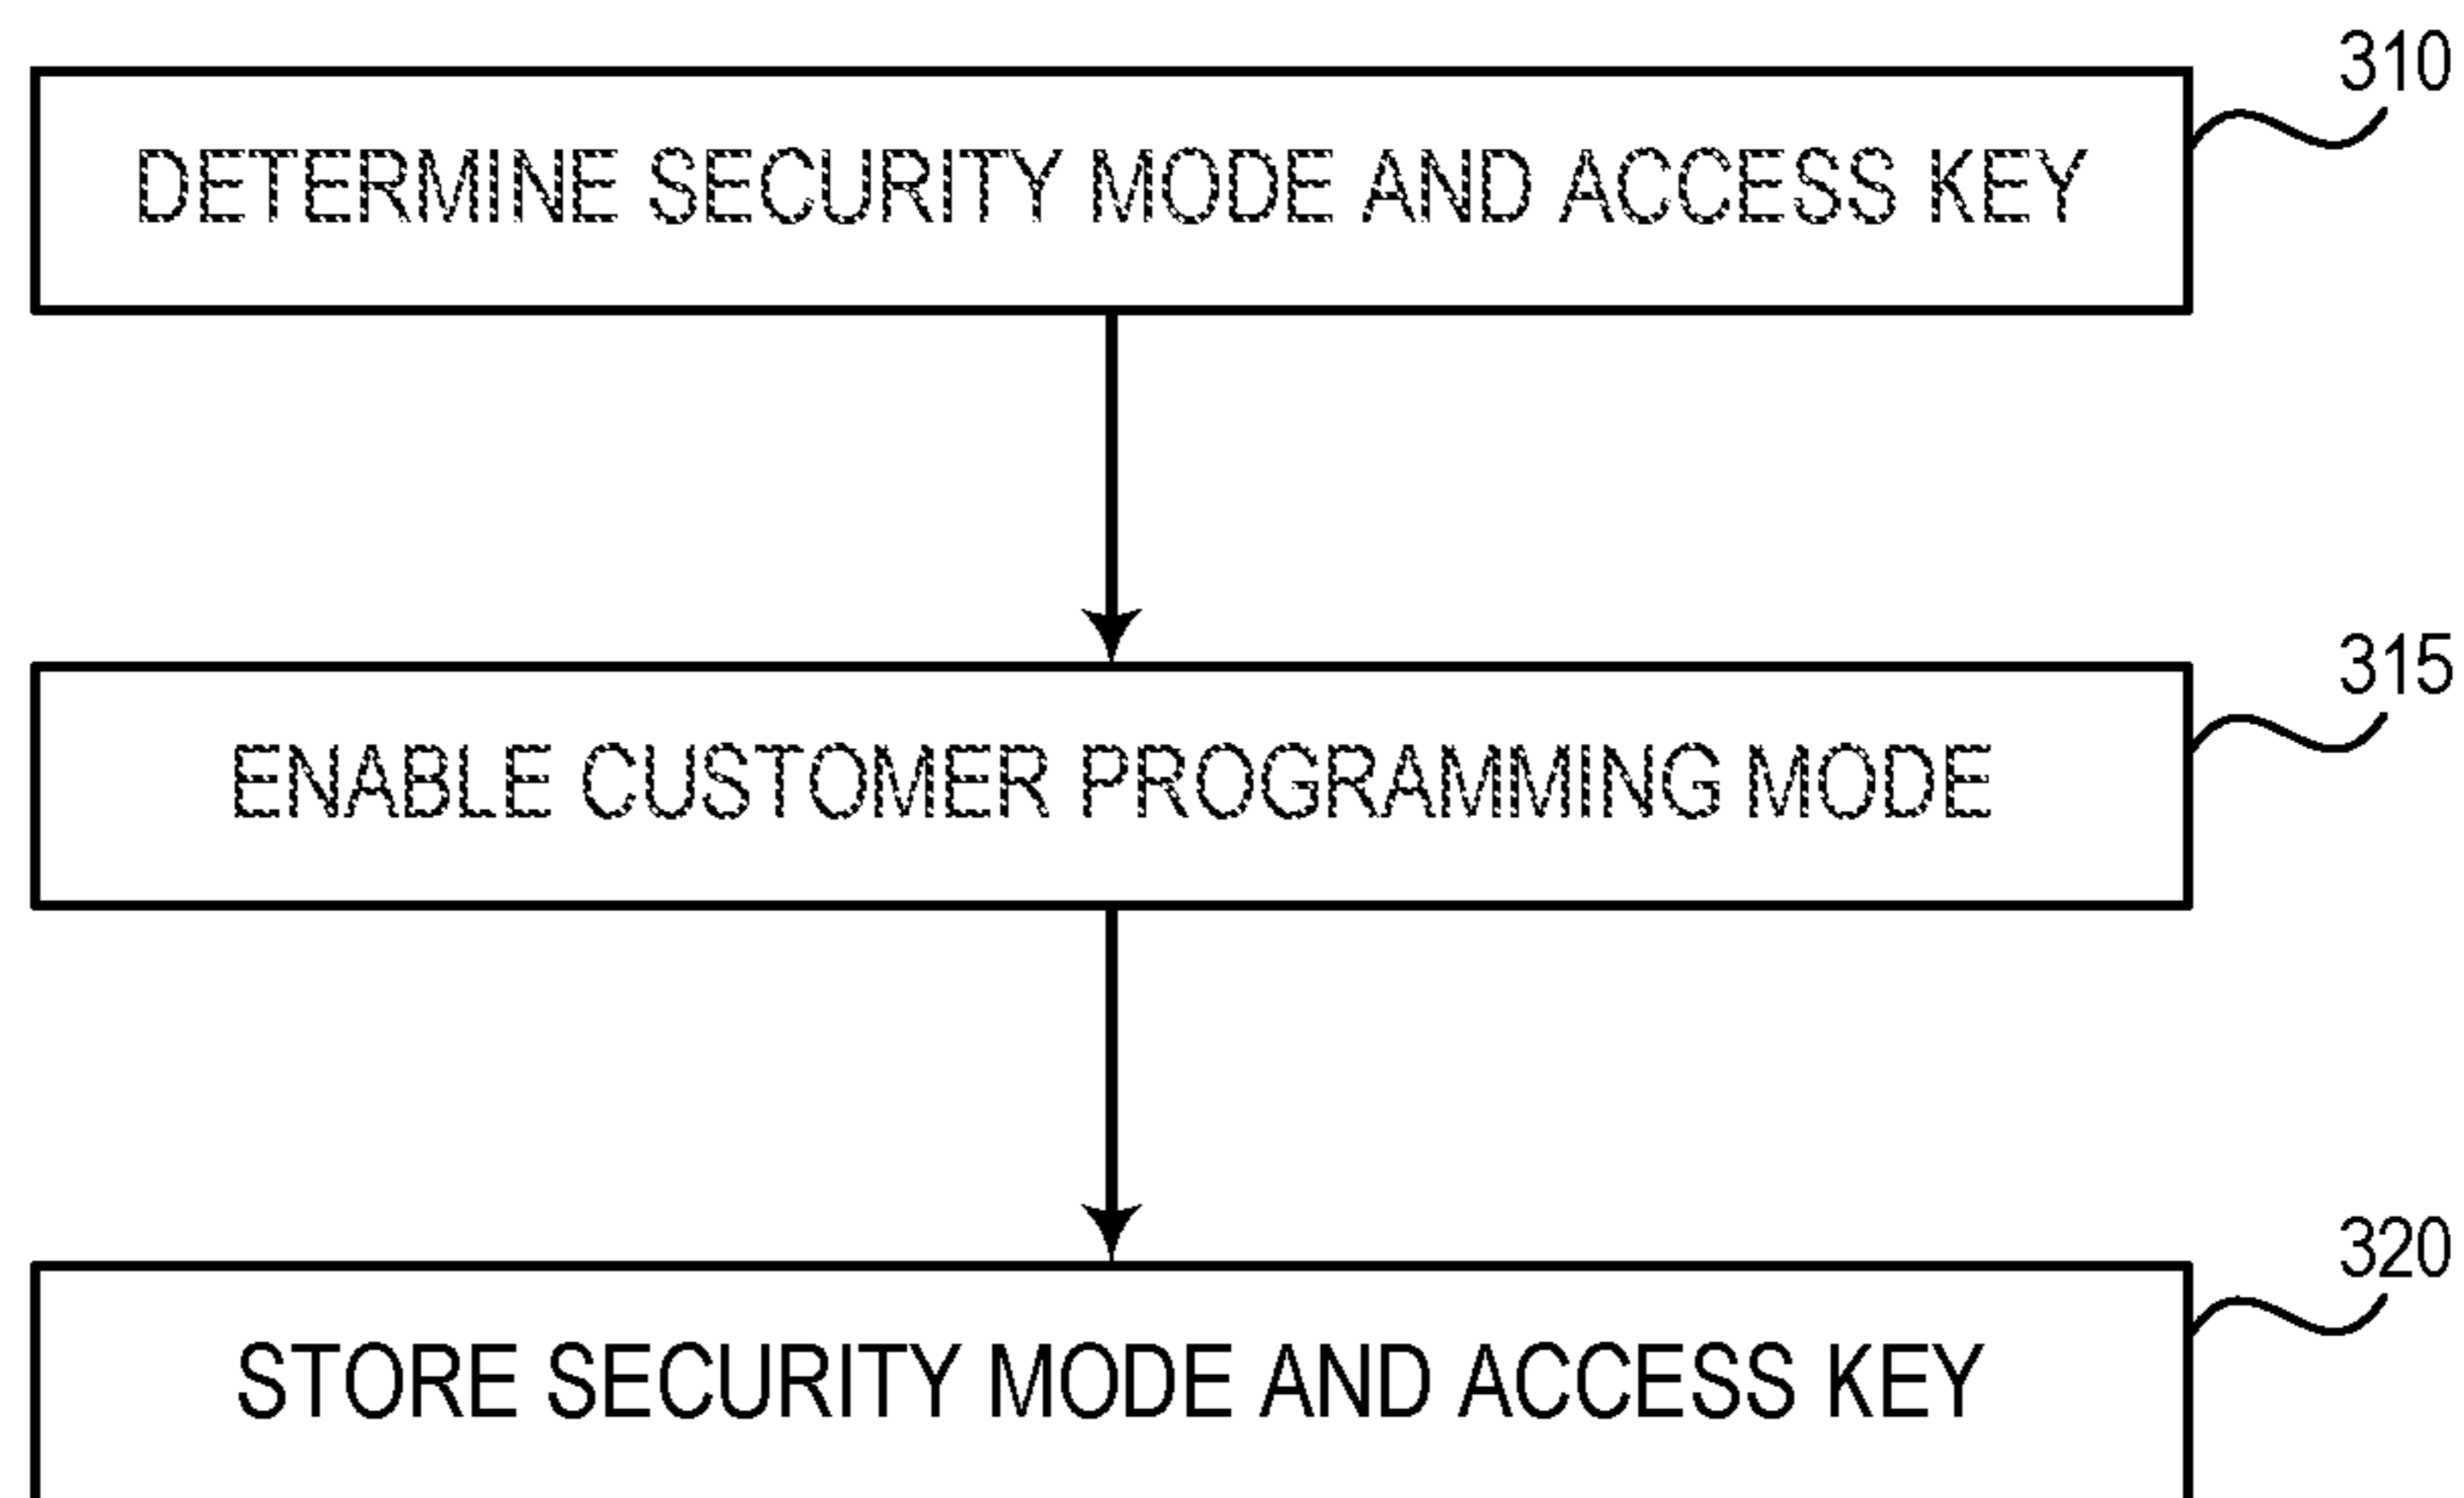 310
DETERMINE SECURITY MODE AND ACCESS KEY
315
ENABLE CUSTOMER PROGRAMMING MODE
320
STORE SECURITY MODE AND ACCESS KEY